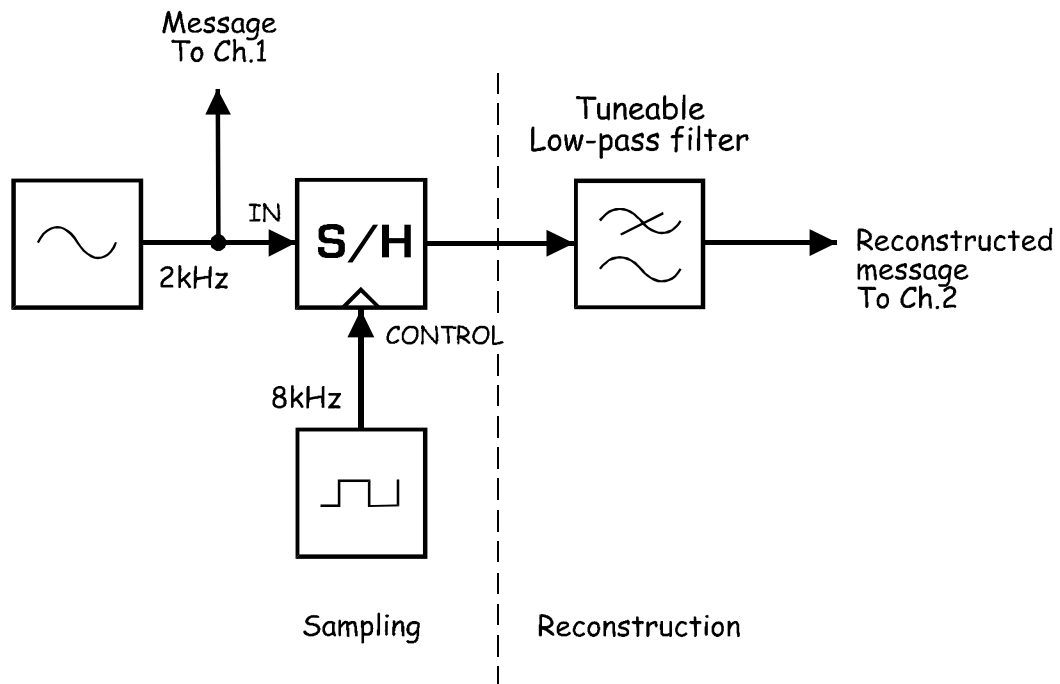 Message
To Ch.1
Tuneable
Low-pass filter
IN
S/H
2kHz
Reconstructed
message
To Ch.2
CONTROL
8kHz
Sampling
Reconstruction